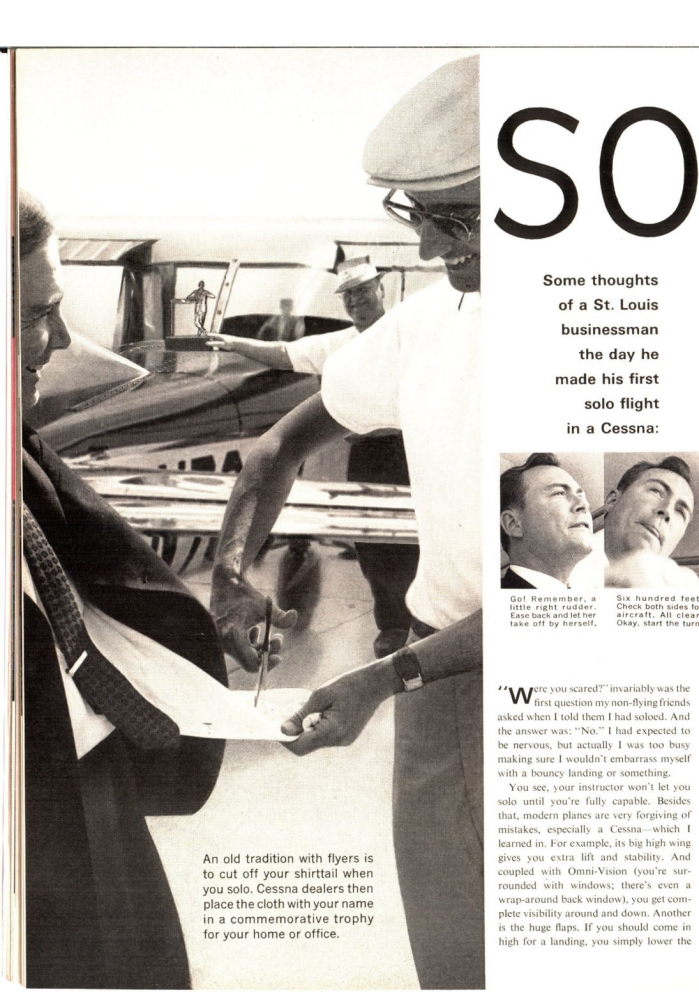 SO
Some thoughts
of a St. Louis
businessman
the day he
made his first
solo flight
in a Cessna:
Go! Remember, a
little right rudder.
Ease back and let her
take off by herself.
Six hundred feet
Check both sides fo
aircraft. All clear
Okay, start the turn
"Were you scared?" invariably was the
first question my non-flying friends
asked when I told them I had soloed. And
the answer was: "No." I had expected to
be nervous, but actually I was too busy
making sure I wouldn't embarrass myself
with a bouncy landing or something.
You see, your instructor won't let you
solo until you're fully capable. Besides
that, modern planes are very forgiving of
mistakes, especially a Cessna—which I
learned in. For example, its big high wing
gives you extra lift and stability. And
coupled with Omni-Vision (you're sur-
rounded with windows; there's even a
wrap-around back window), you get com-
plete visibility around and down. Another
is the huge flaps. If you should come in
high for a landing, you simply lower the
An old tradition with flyers is
to cut off your shirttail when
you solo. Cessna dealers then
place the cloth with your name
in a commemorative trophy
for your home or office.